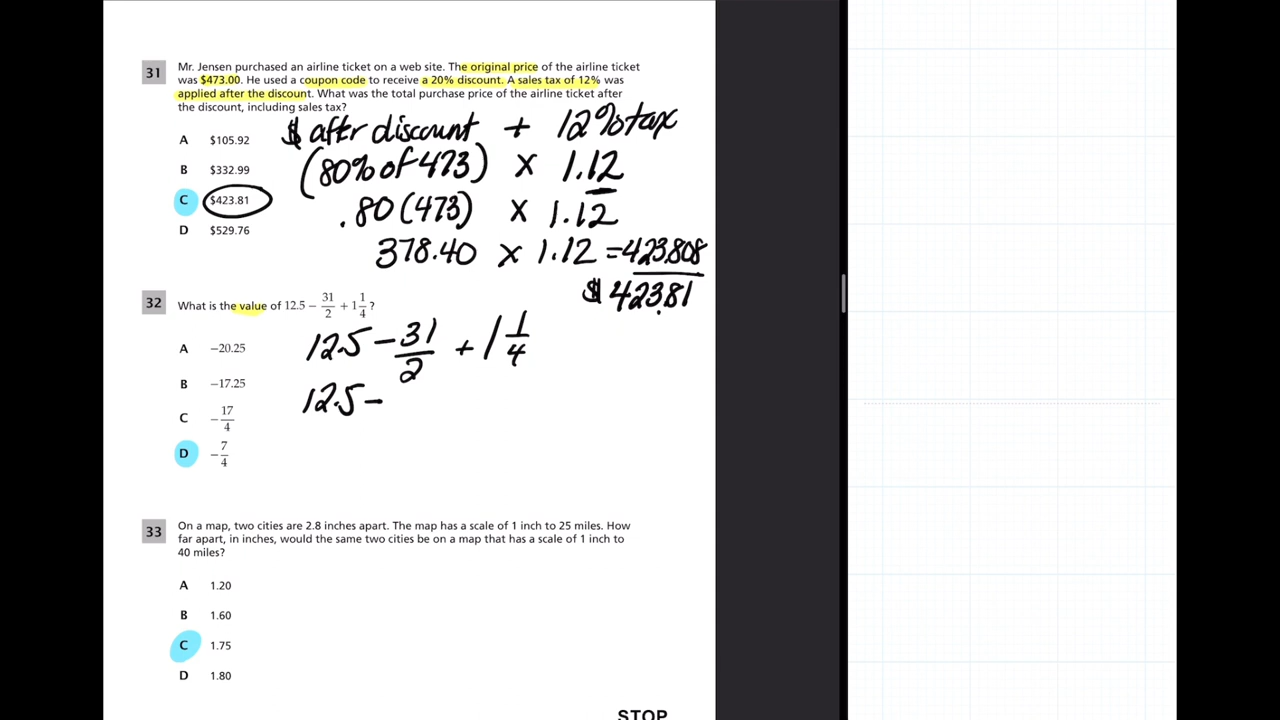 31 Mr. Jensen purchased an airline ticket on a web site. The original price of the airline ticket
was $473.00. He used a coupon code to receive a 20% discount. A sales tax of 12% was
applied after the discount. What was the total purchase price of the airline ticket after
the discount, including sales tax?
$ after discount + 12% tax
A $105.92
(80% of 473) x 1.12
B $332.99
C $423.81
.80 (473) x 1.12
D $529.76
378.40 x 1.12 = 423.808
$423.81
32 What is the value of 12.5 − 31/2 + 1 1/4 ?
12.5 − 31/2 + 1 1/4
A −20.25
B −17.25
12.5 −
C −17/4
D −7/4
33 On a map, two cities are 2.8 inches apart. The map has a scale of 1 inch to 25 miles. How
far apart, in inches, would the same two cities be on a map that has a scale of 1 inch to
40 miles?
A 1.20
B 1.60
C 1.75
D 1.80
STOP